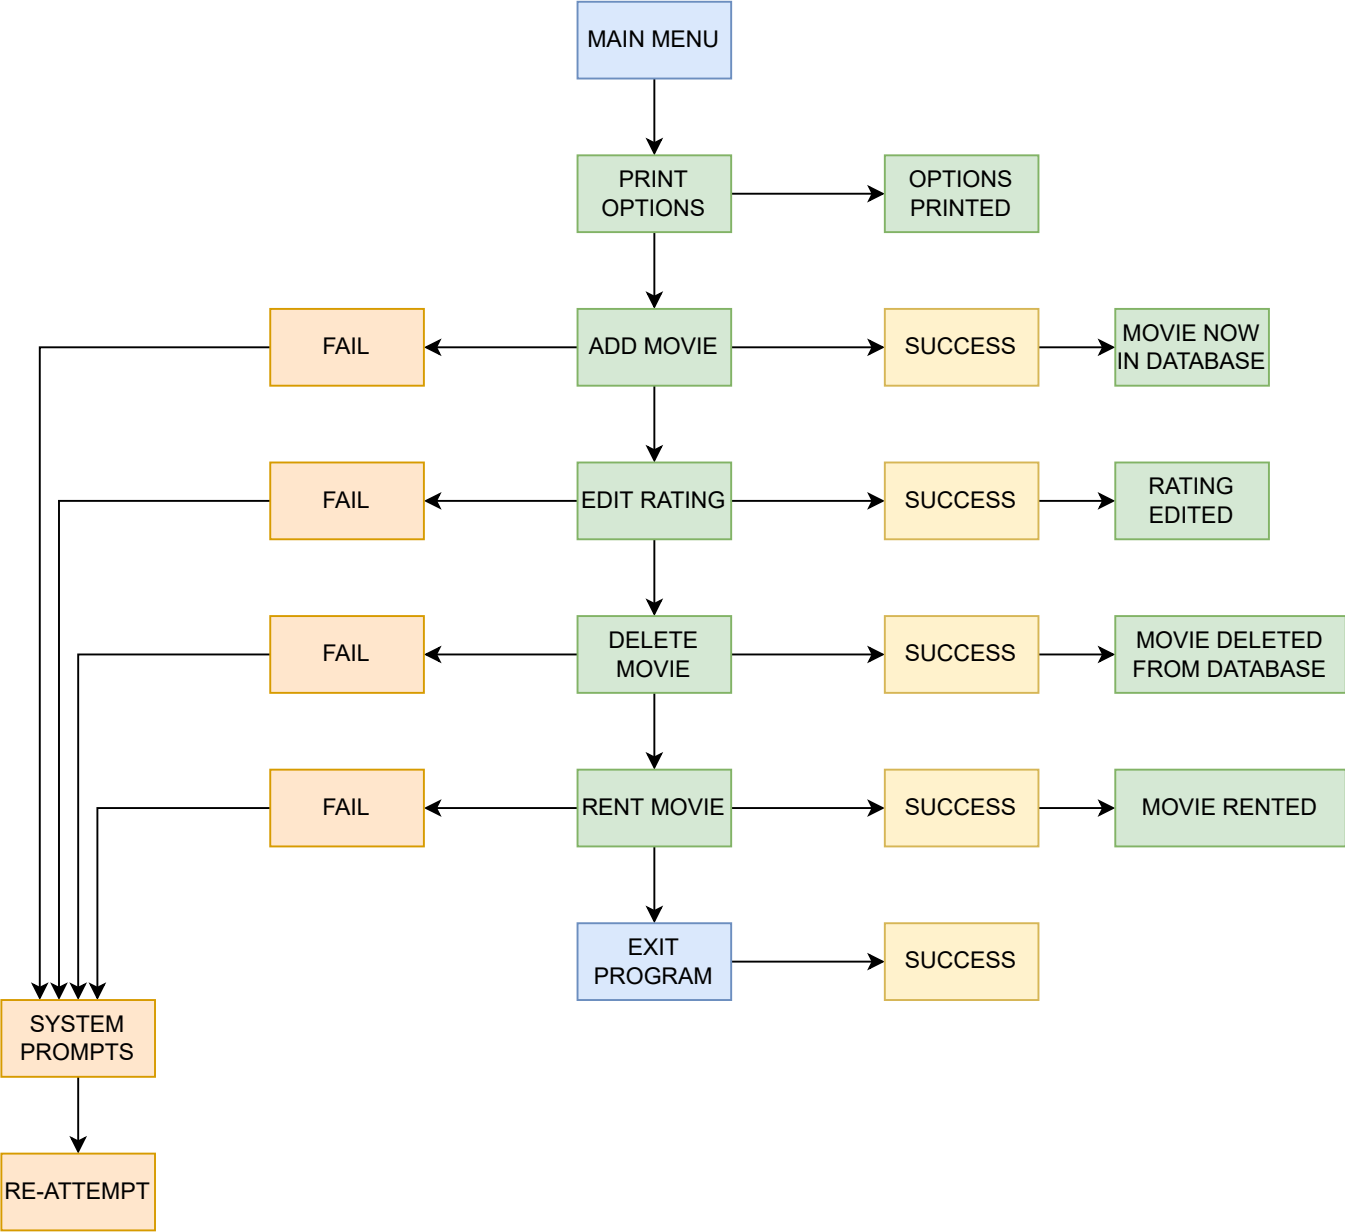 MAIN MENU
PRINT
OPTIONS
OPTIONS
PRINTED
FAIL
ADD MOVIE
SUCCESS
MOVIE NOW
IN DATABASE
FAIL
EDIT RATING
SUCCESS
RATING
EDITED
FAIL
DELETE
MOVIE
SUCCESS
MOVIE DELETED
FROM DATABASE
FAIL
RENT MOVIE
SUCCESS
MOVIE RENTED
EXIT
PROGRAM
SUCCESS
SYSTEM
PROMPTS
RE-ATTEMPT